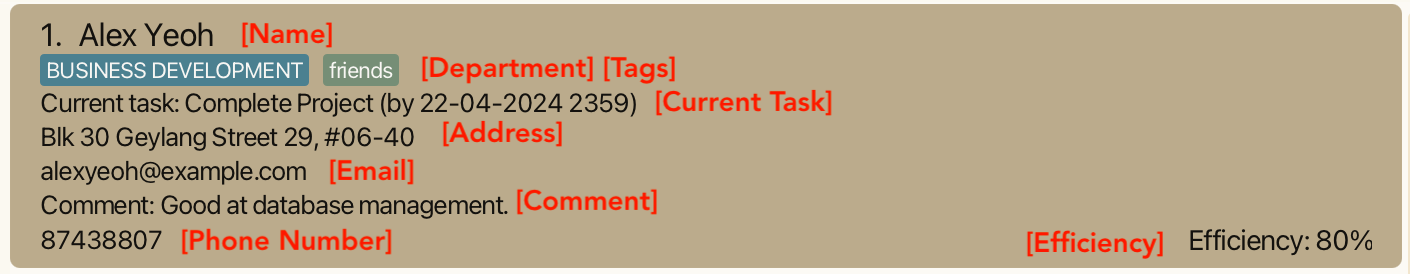 1. Alex Yeoh [Name]
BUSINESS DEVELOPMENT friends [Department] [Tags]
Current task: Complete Project (by 22-04-2024 2359) [Current Task]
Blk 30 Geylang Street 29, #06-40 [Address]
alexyeoh@example.com [Email]
Comment: Good at database management. [Comment]
87438807 [Phone Number] [Efficiency] Efficiency: 80%